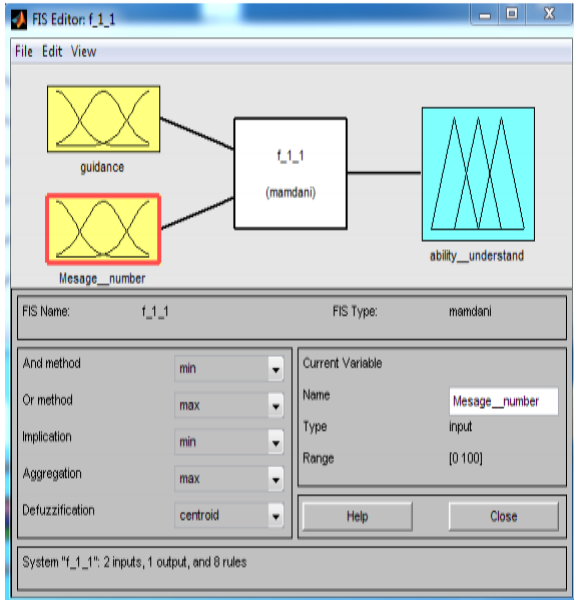 FIS Editor: f_1_1
File Edit View
guidance
f_1_1
(mamdani)
Mesage__number
ability__understand
FIS Name: f_1_1 FIS Type: mamdani
And method min
Or method max
Implication min
Aggregation max
Defuzzification centroid
Current Variable
Name Mesage__number
Type input
Range [0 100]
Help Close
System "f_1_1": 2 inputs, 1 output, and 8 rules